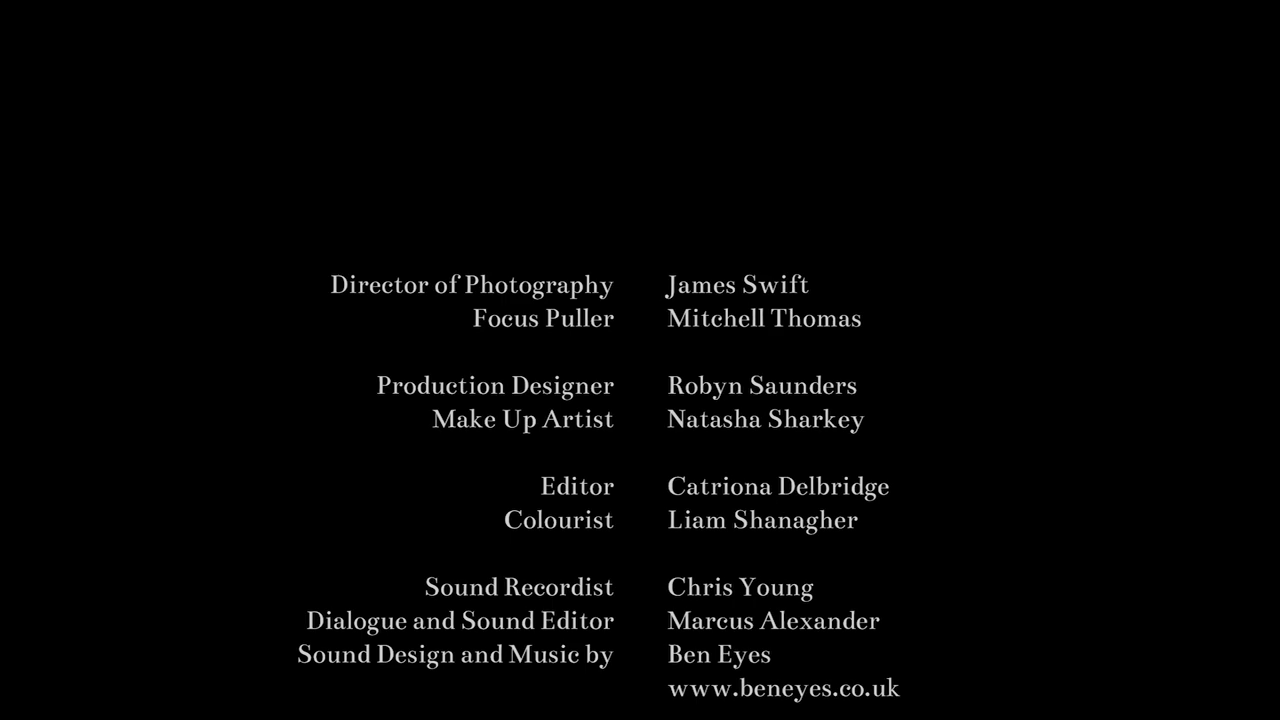 Director of Photography James Swift
Focus Puller Mitchell Thomas
Production Designer Robyn Saunders
Make Up Artist Natasha Sharkey
Editor Catriona Delbridge
Colourist Liam Shanagher
Sound Recordist Chris Young
Dialogue and Sound Editor Marcus Alexander
Sound Design and Music by Ben Eyes
www.beneyes.co.uk